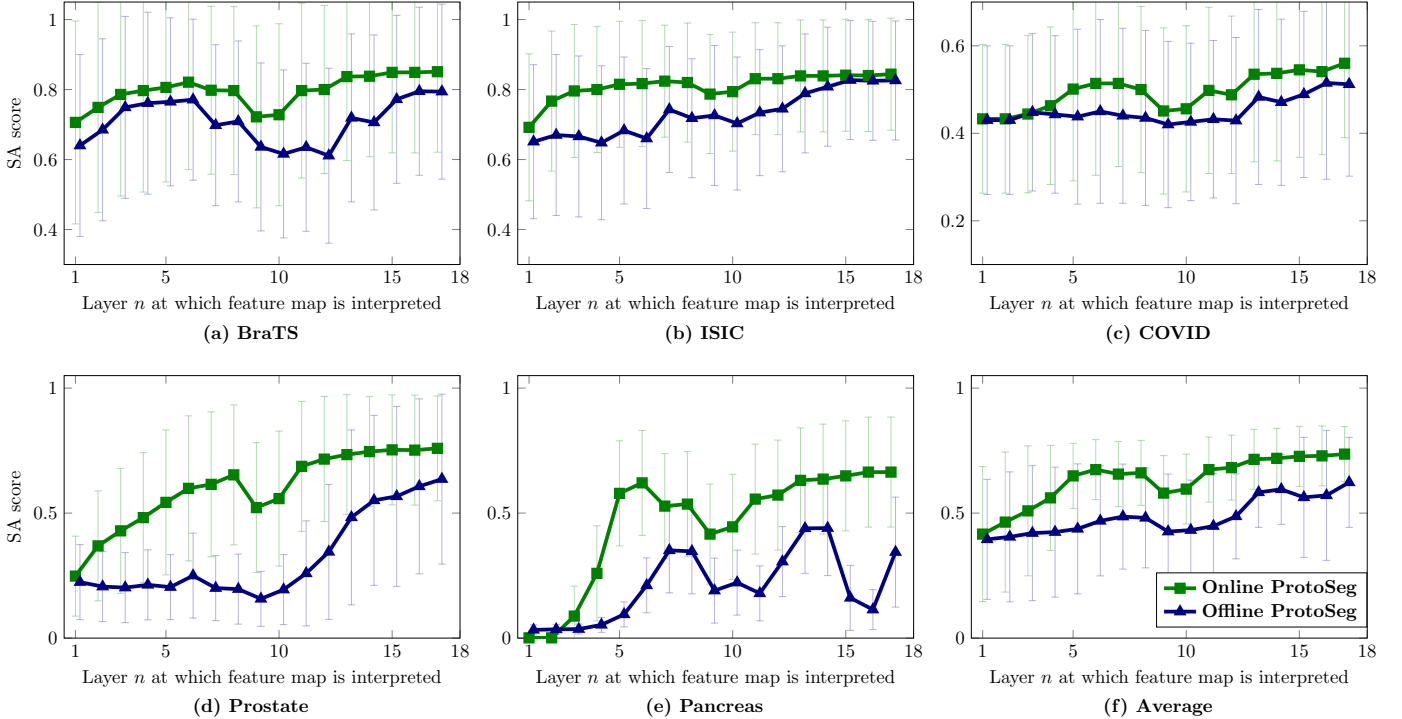 1
0.8
0.6
0.4
SA score
1 5 10 15 18
Layer n at which feature map is interpreted
(a) BraTS
1
0.8
0.6
0.4
1 5 10 15 18
Layer n at which feature map is interpreted
(b) ISIC
0.6
0.4
0.2
1 5 10 15 18
Layer n at which feature map is interpreted
(c) COVID
1
0.5
0
SA score
1 5 10 15 18
Layer n at which feature map is interpreted
(d) Prostate
1
0.5
0
1 5 10 15 18
Layer n at which feature map is interpreted
(e) Pancreas
1
0.5
0
Online ProtoSeg
Offline ProtoSeg
1 5 10 15 18
Layer n at which feature map is interpreted
(f) Average